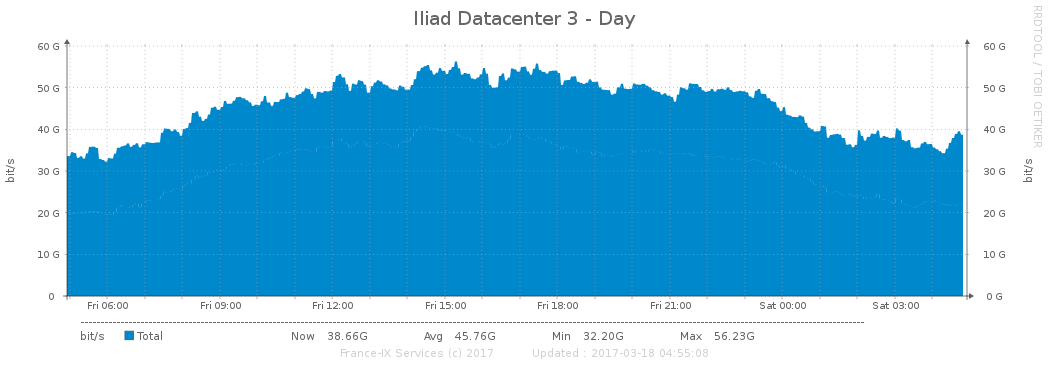 Iliad Datacenter 3 - Day
RRDTOOL / TOBI OETIKER
60 G 60 G
50 G 50 G
40 G 40 G
30 G 30 G
20 G 20 G
10 G 10 G
0 0 G
bit/s bit/s
Fri 06:00 Fri 09:00 Fri 12:00 Fri 15:00 Fri 18:00 Fri 21:00 Sat 00:00 Sat 03:00
bit/s Total Now 38.66G Avg 45.76G Min 32.20G Max 56.23G
France-IX Services (c) 2017 Updated : 2017-03-18 04:55:08